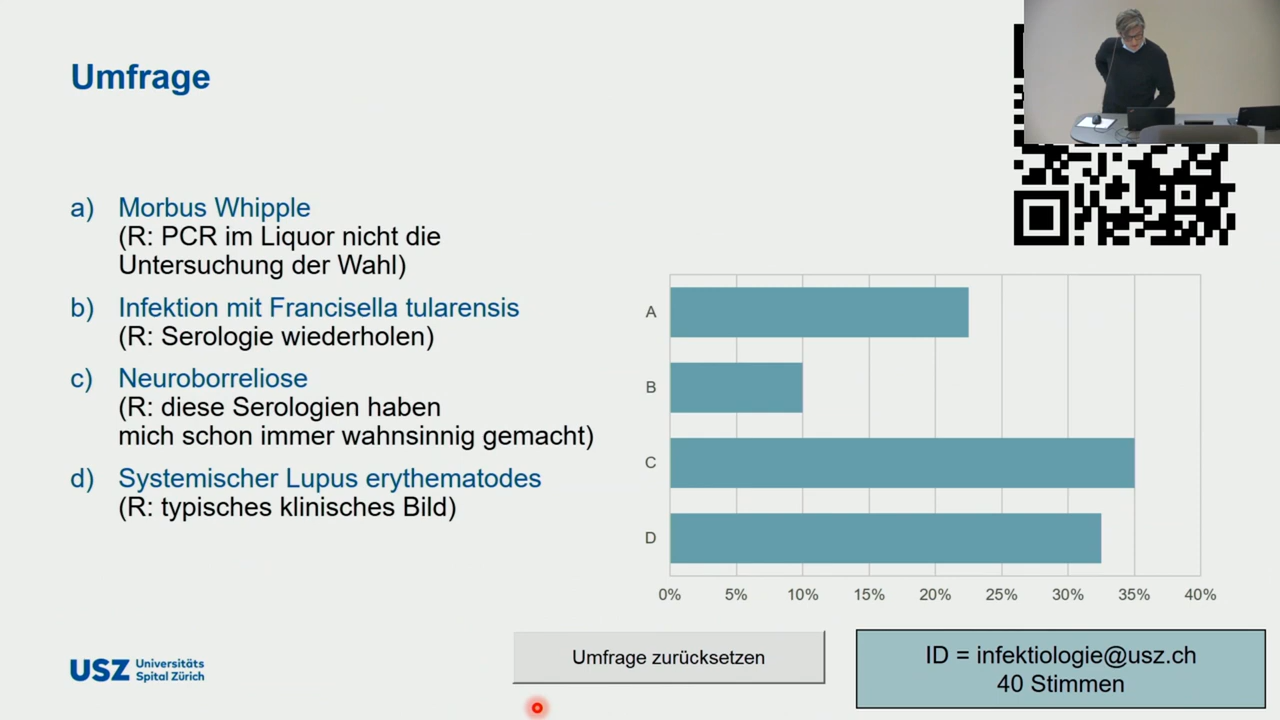 Umfrage
a) Morbus Whipple
(R: PCR im Liquor nicht die
Untersuchung der Wahl)
b) Infektion mit Francisella tularensis
(R: Serologie wiederholen)
c) Neuroborreliose
(R: diese Serologien haben
mich schon immer wahnsinnig gemacht)
d) Systemischer Lupus erythematodes
(R: typisches klinisches Bild)
A
B
C
D
0% 5% 10% 15% 20% 25% 30% 35% 40%
Umfrage zurücksetzen
ID = infektiologie@usz.ch
40 Stimmen
USZ Universitäts
Spital Zürich